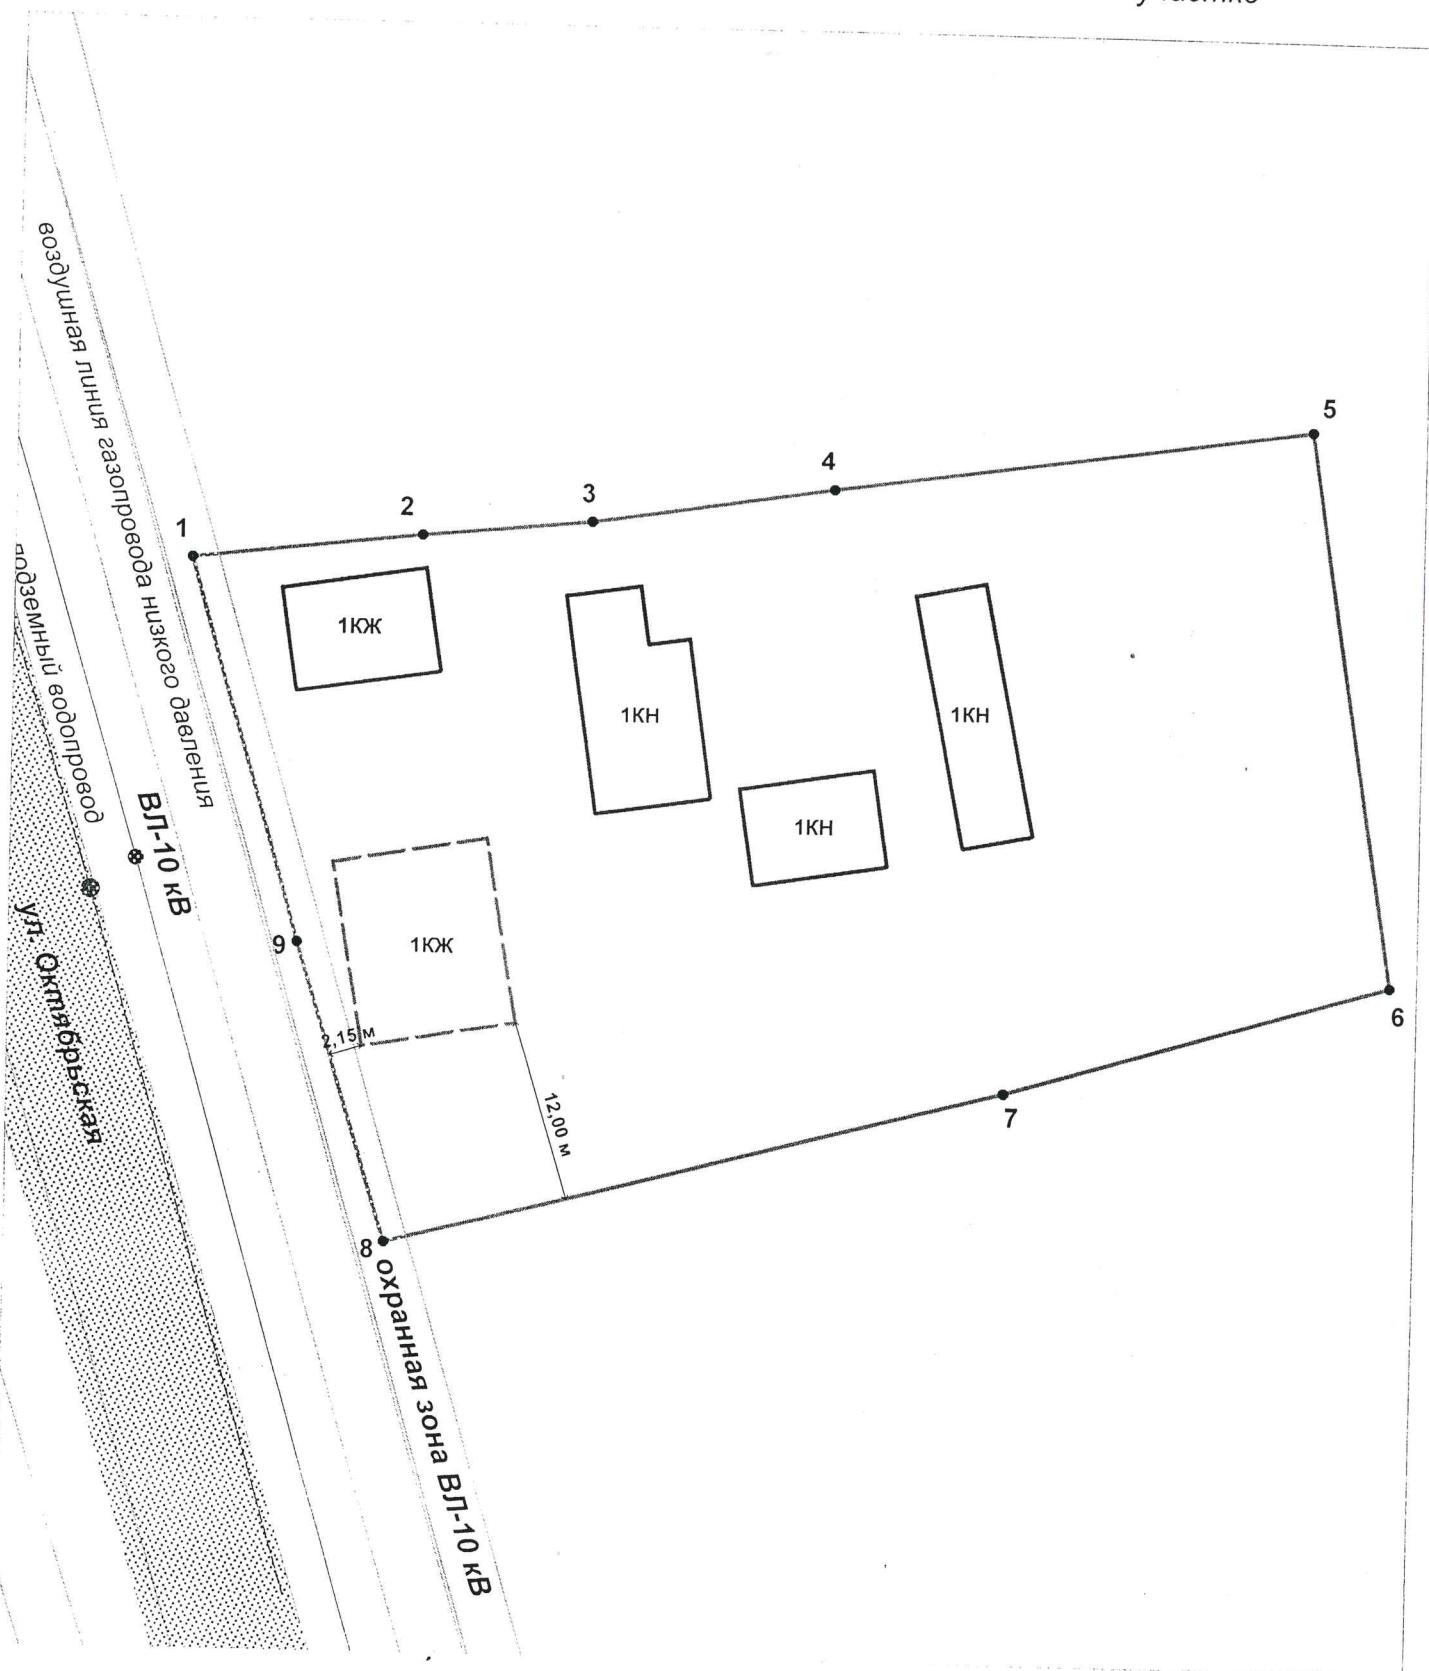 участке
воздушная линия газопровода низкого давления
подземный водопровод
ВЛ-10 кВ
ул. Октябрьская
охранная зона ВЛ-10 кВ
1
2
3
4
5
6
7
8
9
1КЖ
1КН
1КН
1КН
1КЖ
2,15 м
12,00 м